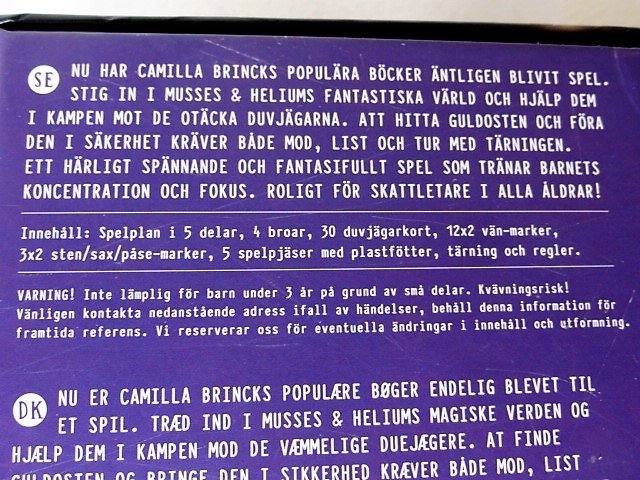 SE NU HAR CAMILLA BRINCKS POPULÄRA BÖCKER ÄNTLIGEN BLIVIT SPEL.
STIG IN I MUSSES & HELIUMS FANTASTISKA VÄRLD OCH HJÄLP DEM
I KAMPEN MOT DE OTÄCKA DUVJÄGARNA. ATT HITTA GULDOSTEN OCH FÖRA
DEN I SÄKERHET KRÄVER BÅDE MOD, LIST OCH TUR MED TÄRNINGEN.
ETT HÄRLIGT SPÄNNANDE OCH FANTASIFULLT SPEL SOM TRÄNAR BARNETS
KONCENTRATION OCH FOKUS. ROLIGT FÖR SKATTLETARE I ALLA ÅLDRAR!
Innehåll: Spelplan i 5 delar, 4 broar, 30 duvjägarkort, 12x2 vän-marker,
3x2 sten/sax/påse-marker, 5 spelpjäser med plastfötter, tärning och regler.
VARNING! Inte lämplig för barn under 3 år på grund av små delar. Kvävningsrisk!
Vänligen kontakta nedanstående adress ifall av händelser, behåll denna information för
framtida referens. Vi reserverar oss för eventuella ändringar i innehåll och utformning.
DK NU ER CAMILLA BRINCKS POPULÆRE BØGER ENDELIG BLEVET TIL
ET SPIL. TRÆD IND I MUSSES & HELIUMS MAGISKE VERDEN OG
HJÆLP DEM I KAMPEN MOD DE VÆMMELIGE DUEJÆGERE. AT FINDE
GULDOSTEN OG BRINGE DEN I SIKKERHED KRÆVER BÅDE MOD, LIST